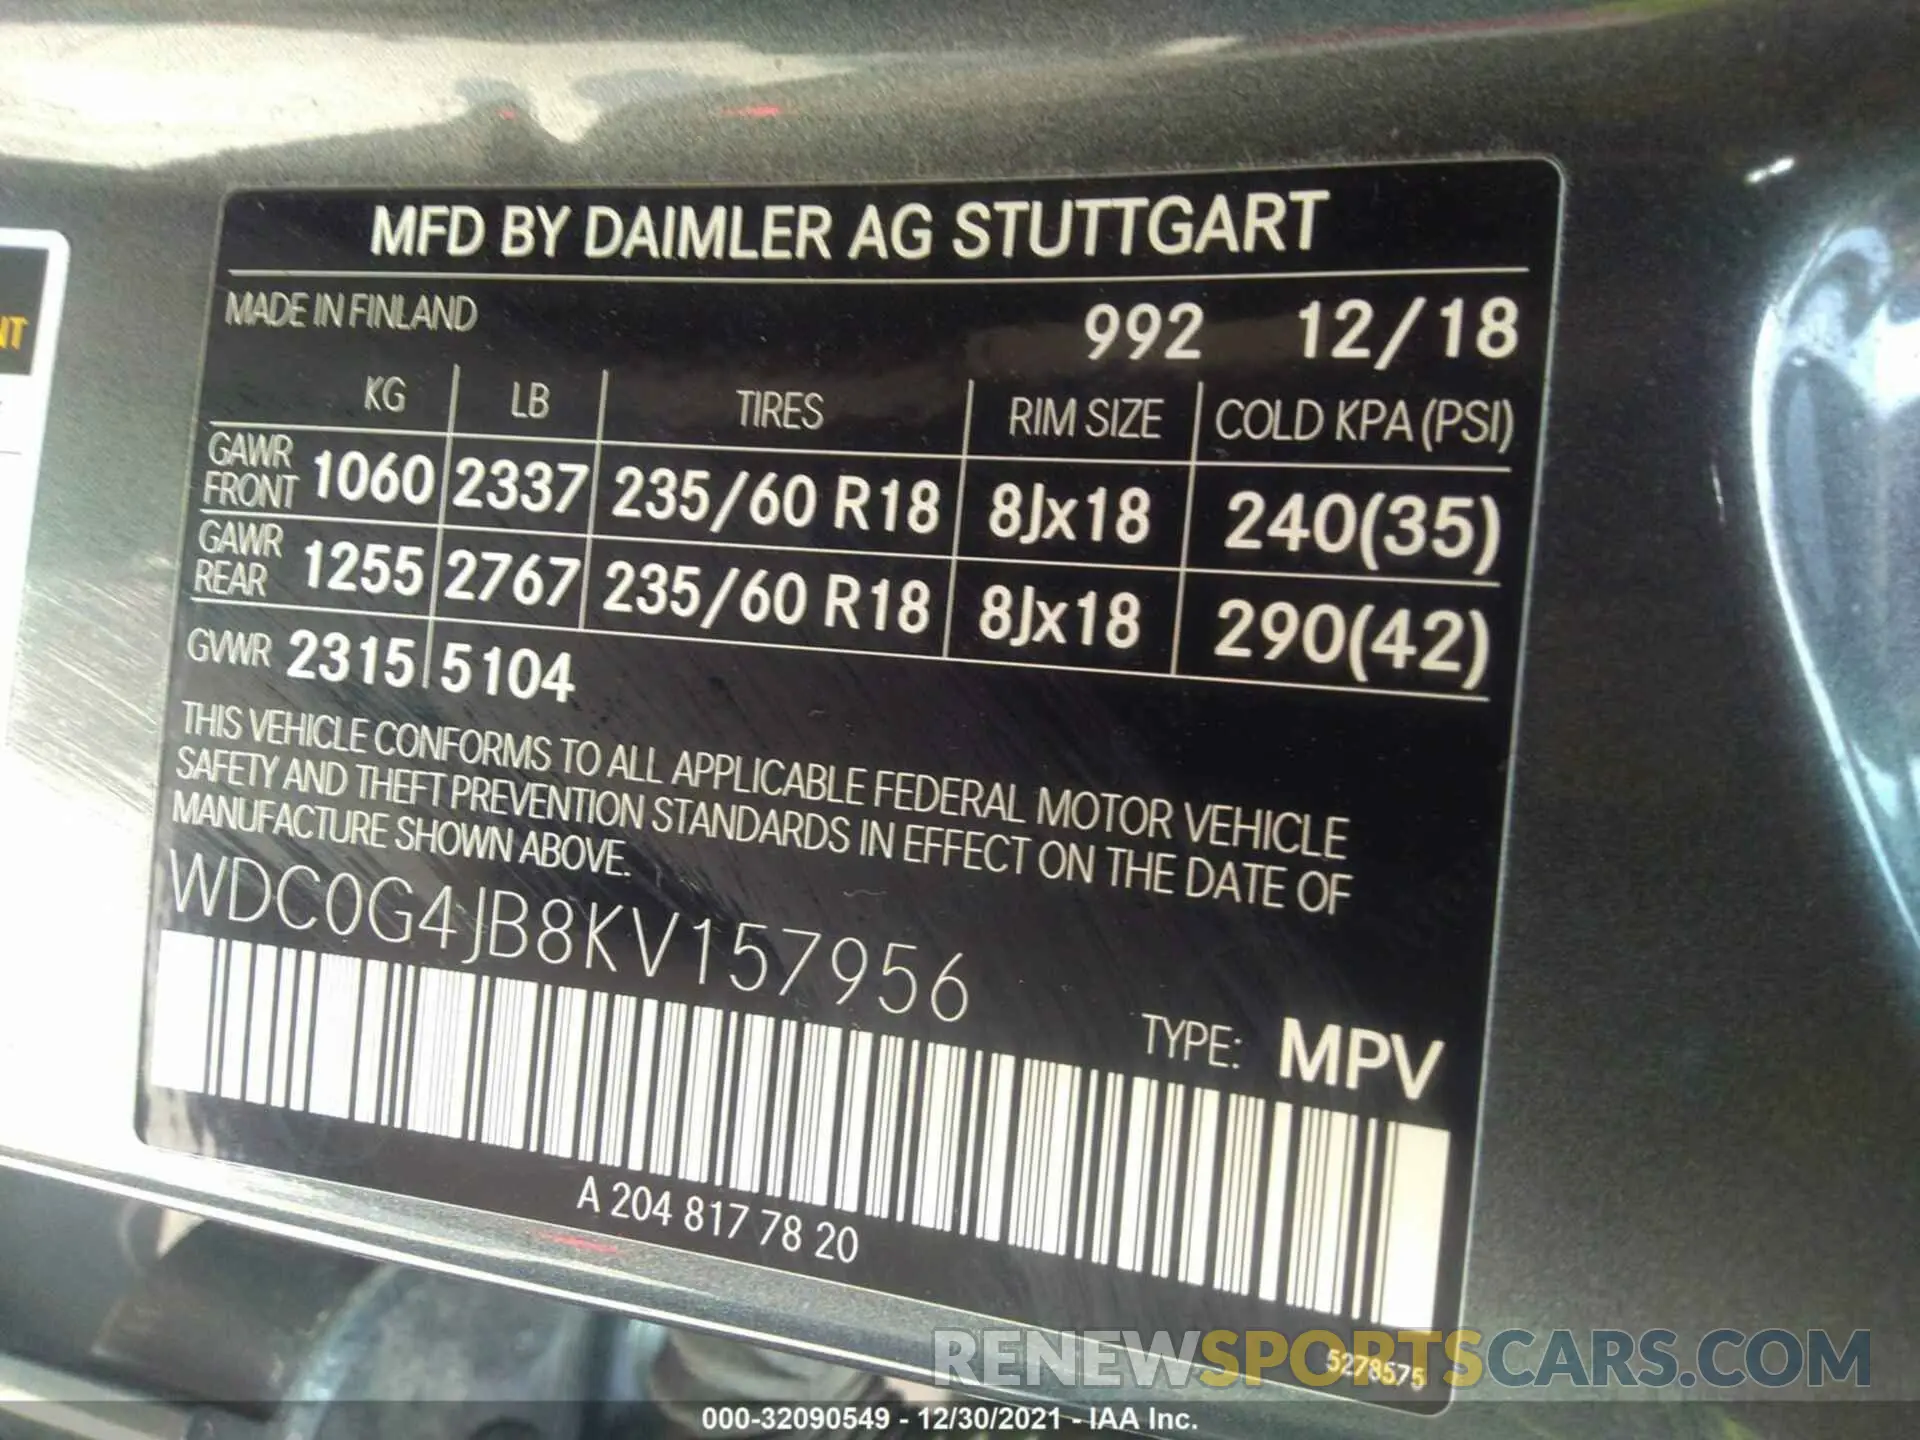 MFD BY DAIMLER AG STUTTGART
MADE IN FINLAND 992 12/18
KG LB TIRES RIM SIZE COLD KPA (PSI)
GAWR FRONT 1060 2337 235/60 R18 8Jx18 240(35)
GAWR REAR 1255 2767 235/60 R18 8Jx18 290(42)
GVWR 2315 5104
THIS VEHICLE CONFORMS TO ALL APPLICABLE FEDERAL MOTOR VEHICLE
SAFETY AND THEFT PREVENTION STANDARDS IN EFFECT ON THE DATE OF
MANUFACTURE SHOWN ABOVE.
WDC0G4JB8KV157956
TYPE: MPV
A 204 817 78 20
5278575
RENEWSPORTSCARS.COM
000-32090549 - 12/30/2021 - IAA Inc.